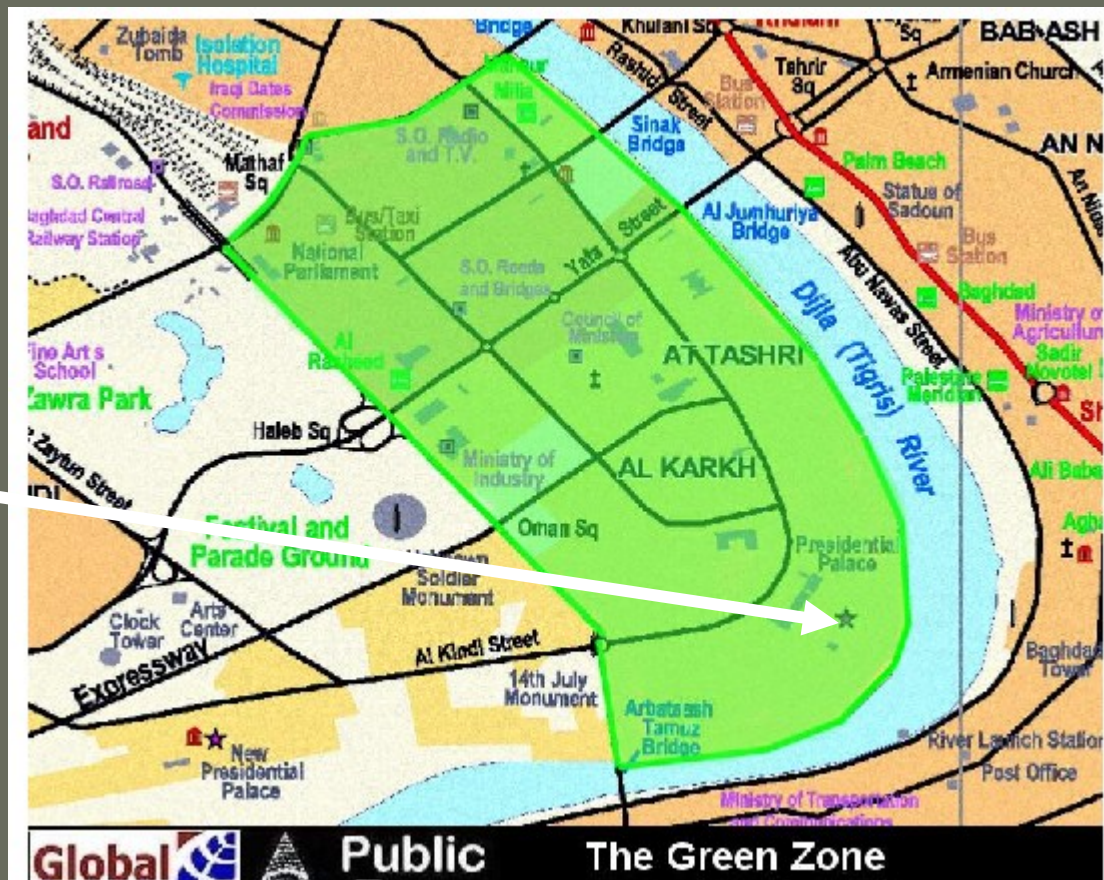 Bridge
Khulani Sq
Sq
BAB ASH
Zubaida
Tomb
Isolation
Hospital
Iraqi Dates
Commission
Rashid Street
Tahrir
Sq
Armenian Church
Bus
Station
and
S.O. Radio
and T.V.
Sinak
Bridge
AN N
Mathaf
Sq
S.O. Railroad
Palm Beach
Status of
Sadoun
Baghdad Central
Railway Station
Bus/Taxi
Station
National
Parliament
Yafa Street
Al Jumhuriya
Bridge
Bus
Station
S.O. Roads
and Bridges
Abu Nawas Street
Baghdad
Dijla
(Tigris)
River
Council of
Ministers
Ministry of
Agriculture
Sadir
Novotel
Fine Art s
School
Zawra Park
Al
Rasheed
AT TASHRI
Palestine
Meridian
Sh
Haleb Sq
Ministry of
Industry
AL KARKH
Ali Baba
Zaytun Street
Festival and
Parade Ground
Oman Sq
Soldier
Monument
Presidential
Palace
Clock
Tower
Arts
Center
Expressway
Al Kindi Street
14th July
Monument
Arbataash
Tamuz
Bridge
Baghdad
Tower
New
Presidential
Palace
River Launch Station
Post Office
Ministry of Transportation
and Communications
Global
Public
The Green Zone